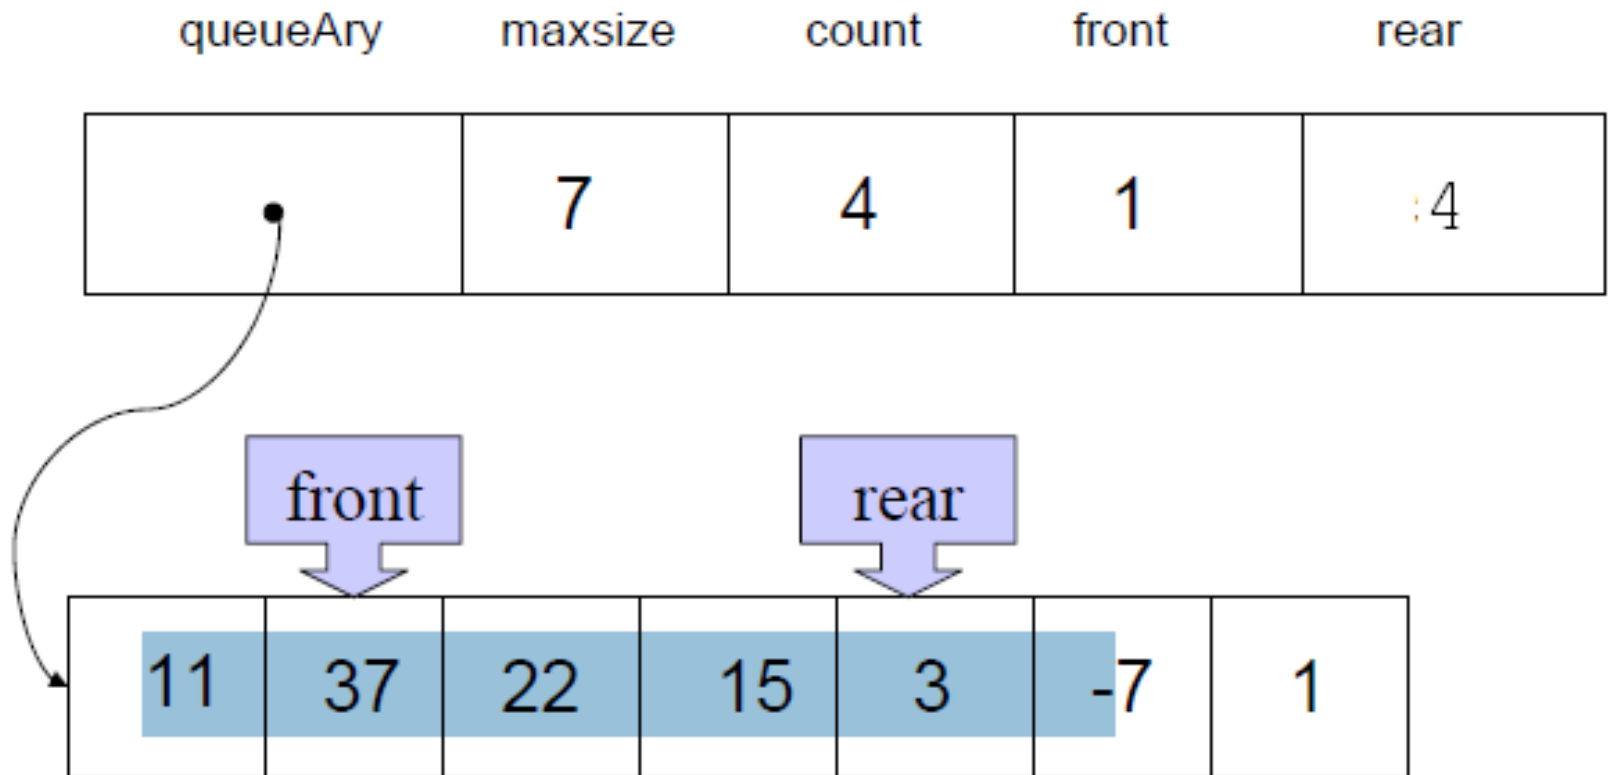 queueAry maxsize count front rear
7 4 1 4
front rear
11 37 22 15 3 -7 1